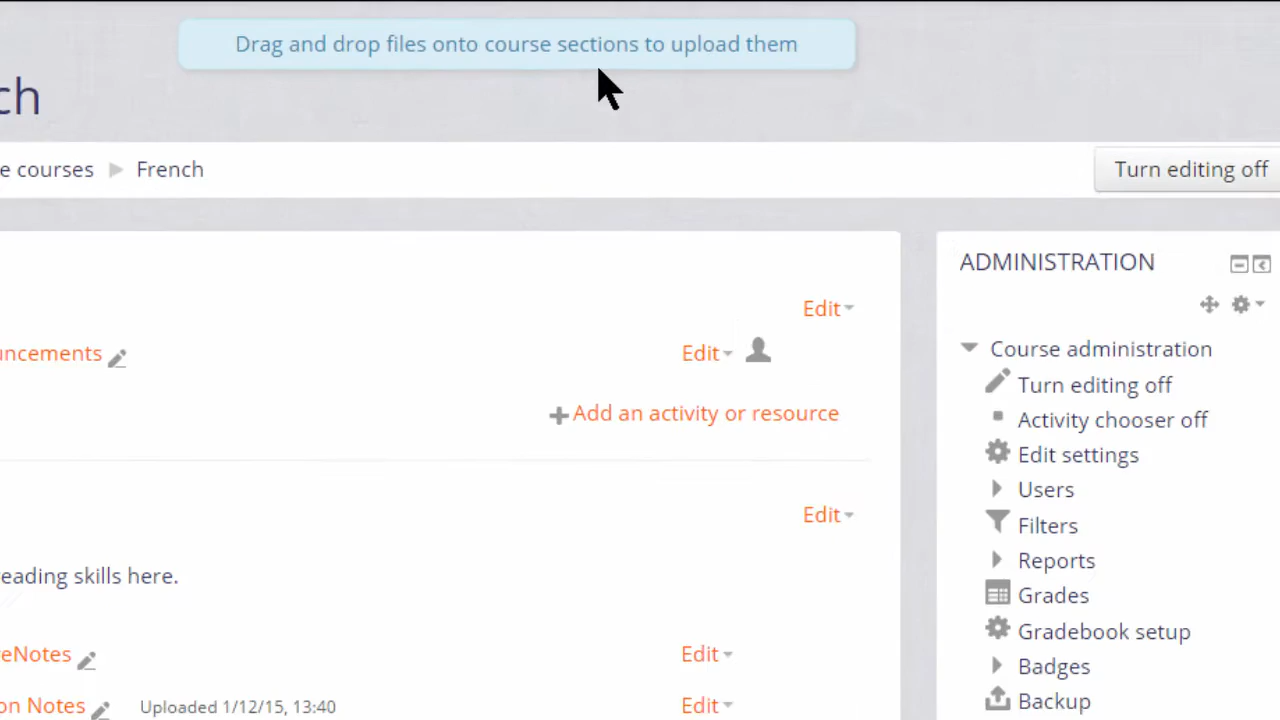 Drag and drop files onto course sections to upload them
ch
e courses French
Turn editing off
ADMINISTRATION
Edit
uncements Edit
Add an activity or resource
Edit
eading skills here.
eNotes Edit
on Notes Uploaded 1/12/15, 13:40 Edit
Course administration
Turn editing off
Activity chooser off
Edit settings
Users
Filters
Reports
Grades
Gradebook setup
Badges
Backup